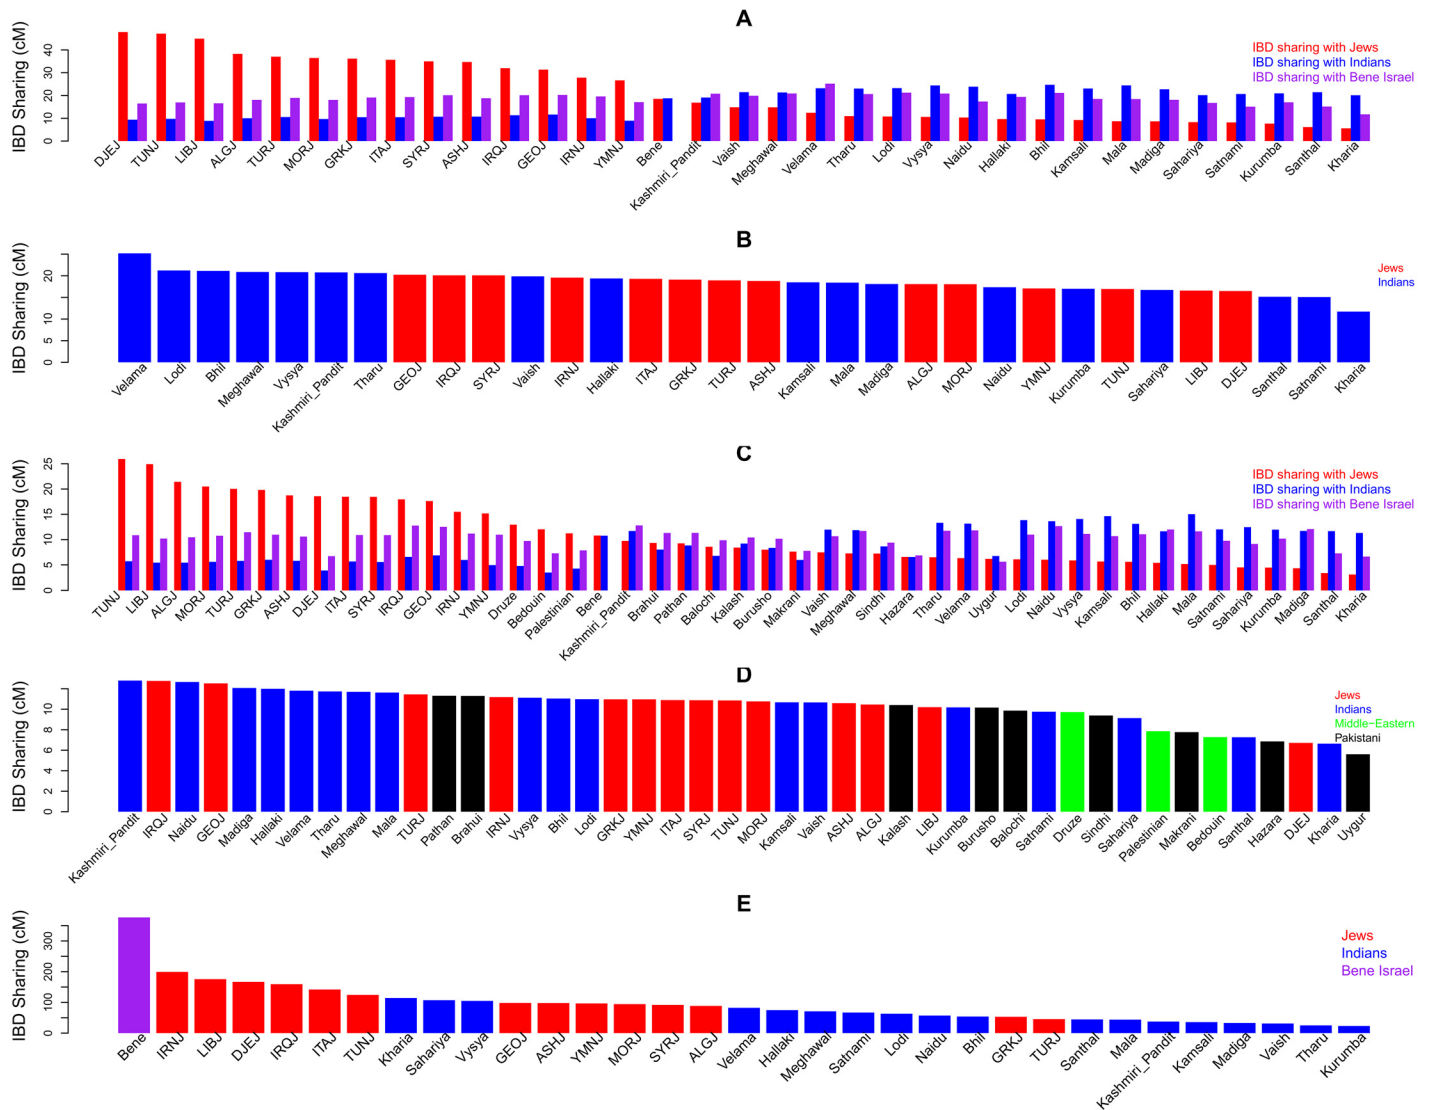 A
IBD Sharing (cM)
0 10 20 30 40
IBD sharing with Jews
IBD sharing with Indians
IBD sharing with Bene Israel
DJEJ TUNJ LIBJ ALGJ TURJ MORJ GRKJ ITAJ SYRJ ASHJ IRQJ GEOJ IRNJ YMNJ Bene Kashmiri_Pandit Vaish Meghawal Velama Tharu Lodi Vysya Naidu Hallaki Bhil Kamsali Mala Madiga Sahariya Satnami Kurumba Santhal Kharia
B
IBD Sharing (cM)
0 5 10 20
Jews
Indians
Velama Lodi Bhil Meghawal Vysya Kashmiri_Pandit Tharu GEOJ IRQJ SYRJ Vaish IRNJ Hallaki ITAJ GRKJ TURJ ASHJ Kamsali Mala Madiga ALGJ MORJ Naidu YMNJ Kurumba TUNJ Sahariya LIBJ DJEJ Santhal Satnami Kharia
C
IBD Sharing (cM)
0 5 10 15 20 25
IBD sharing with Jews
IBD sharing with Indians
IBD sharing with Bene Israel
TUNJ LIBJ ALGJ MORJ TURJ GRKJ ASHJ DJEJ ITAJ SYRJ IRQJ GEOJ IRNJ YMNJ Druze Bedouin Palestinian Bene Kashmiri_Pandit Brahui Pathan Balochi Kalash Burusho Makrani Vaish Meghawal Sindhi Hazara Tharu Velama Uygur Lodi Naidu Vysya Kamsali Bhil Hallaki Mala Satnami Sahariya Kurumba Madiga Santhal Kharia
D
IBD Sharing (cM)
0 2 4 6 8 10
Jews
Indians
Middle−Eastern
Pakistani
Kashmiri_Pandit IRQJ Naidu GEOJ Madiga Hallaki Velama Tharu Meghawal Mala TURJ Pathan Brahui IRNJ Vysya Bhil Lodi GRKJ YMNJ ITAJ SYRJ TUNJ MORJ Kamsali Vaish ASHJ ALGJ Kalash LIBJ Kurumba Burusho Balochi Satnami Druze Sindhi Sahariya Palestinian Makrani Bedouin Santhal Hazara DJEJ Kharia Uygur
E
IBD Sharing (cM)
0 100 200 300
Jews
Indians
Bene Israel
Bene IRNJ LIBJ DJEJ IRQJ ITAJ TUNJ Kharia Sahariya Vysya GEOJ ASHJ YMNJ MORJ SYRJ ALGJ Velama Hallaki Meghawal Satnami Lodi Naidu Bhil GRKJ TURJ Santhal Mala Kashmiri_Pandit Kamsali Madiga Vaish Tharu Kurumba